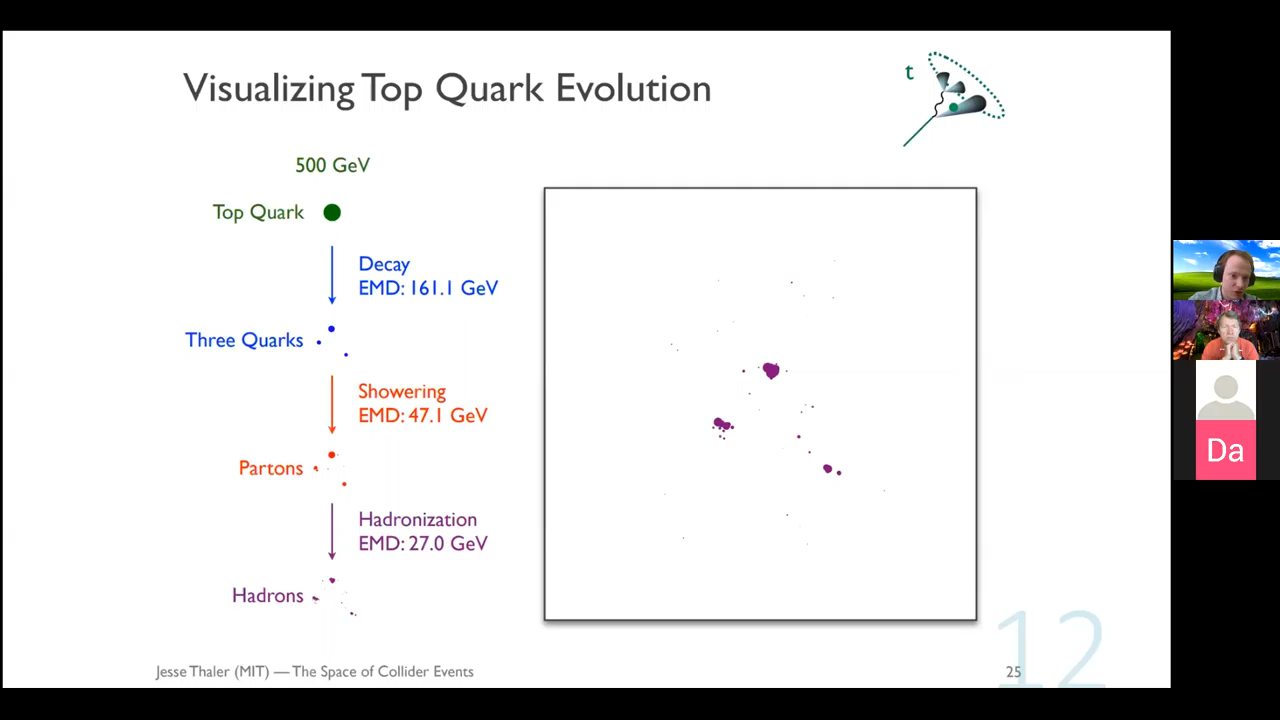 Visualizing Top Quark Evolution
t
500 GeV
Top Quark
Decay
EMD: 161.1 GeV
Three Quarks
Showering
EMD: 47.1 GeV
Partons
Hadronization
EMD: 27.0 GeV
Hadrons
Da
Jesse Thaler (MIT) — The Space of Collider Events
25
12